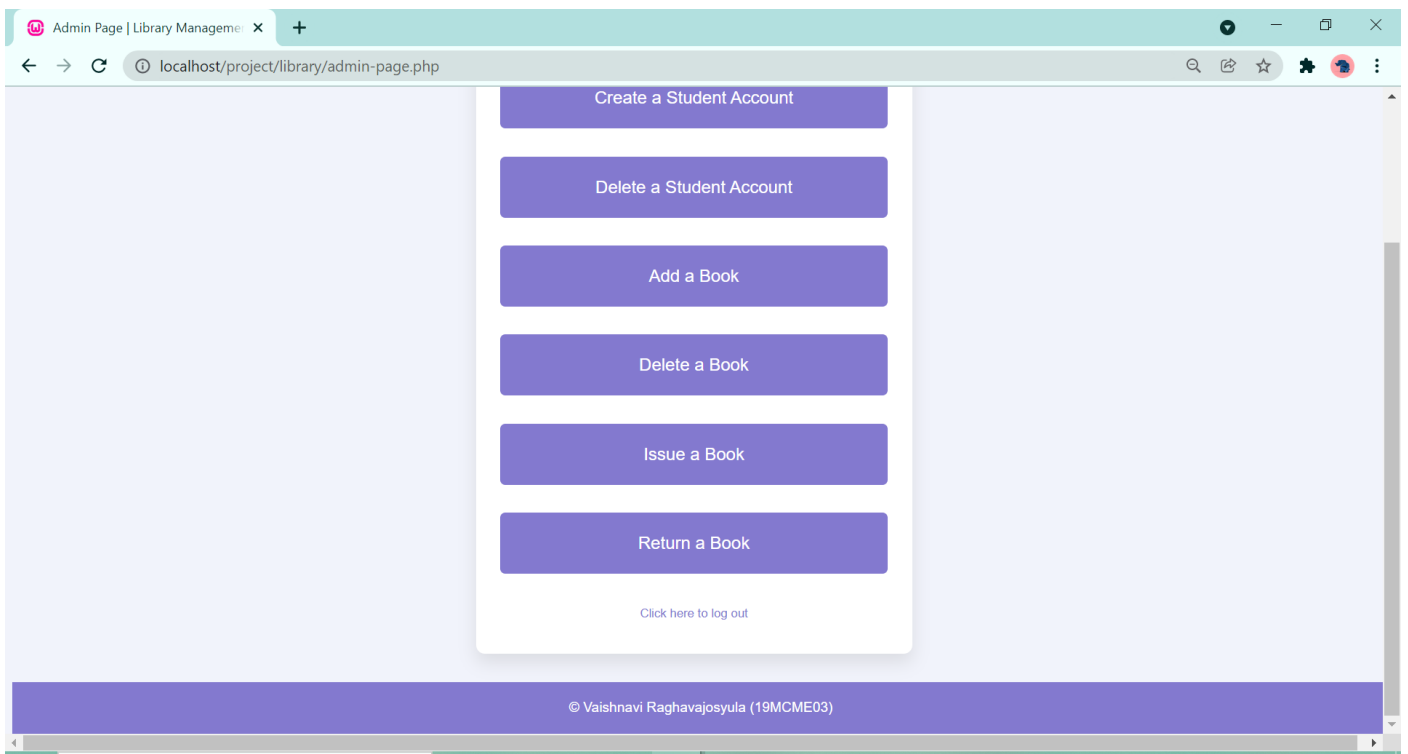 Admin Page | Library Manageme
localhost/project/library/admin-page.php
Create a Student Account
Delete a Student Account
Add a Book
Delete a Book
Issue a Book
Return a Book
Click here to log out
© Vaishnavi Raghavajosyula (19MCME03)